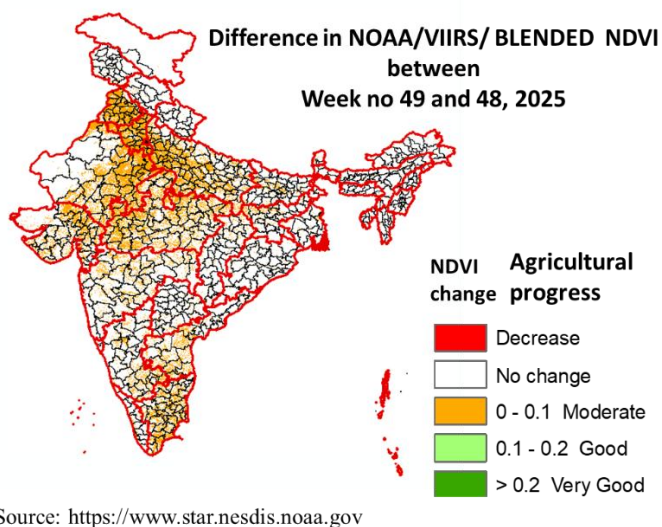 Difference in NOAA/VIIRS/ BLENDED NDVI
between
Week no 49 and 48, 2025
NDVI change
Agricultural progress
Decrease
No change
0 - 0.1 Moderate
0.1 - 0.2 Good
> 0.2 Very Good
Source: https://www.star.nesdis.noaa.gov